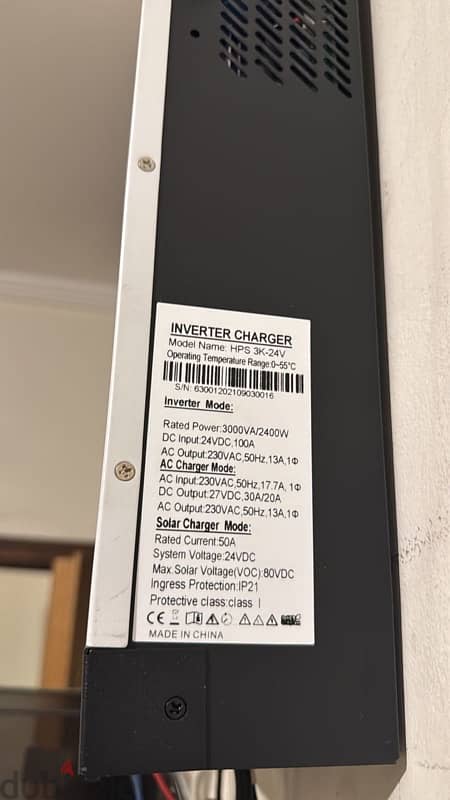 INVERTER CHARGER
Model Name: HPS 3K-24V
Operating Temperature Range:0~55°C
S/N: 63001202109030016
Inverter Mode:
Rated Power:3000VA/2400W
DC Input:24VDC,100A
AC Output:230VAC,50Hz,13A,1Φ
AC Charger Mode:
AC Input:230VAC,50Hz,17.7A, 1Φ
DC Output:27VDC,30A/20A
AC Output:230VAC,50Hz,13A,1Φ
Solar Charger Mode:
Rated Current:50A
System Voltage:24VDC
Max.Solar Voltage(VOC):80VDC
Ingress Protection:IP21
Protective class:class I
CE
MADE IN CHINA